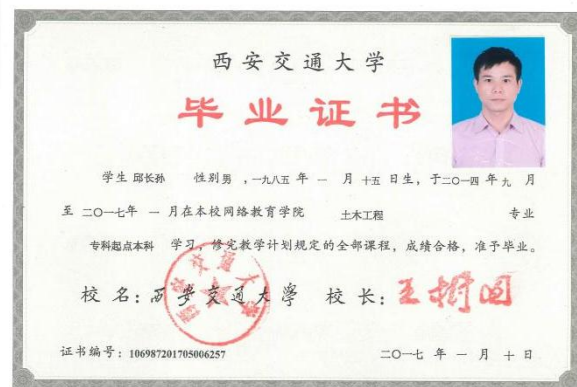 西安交通大学
毕业证书
学生 邱长孙 性别 男 ,一九八五 年 一 月 十五 日生，于二〇一四 年 九 月
至 二〇一七年 一 月在本校网络教育学院 土木工程 专业
专科起点本科 学习，修完教学计划规定的全部课程，成绩合格，准予毕业。
校 名：西安交通大学 校 长：王树国
证书编号：106987201705006257 二〇一七 年 一 月 十 日